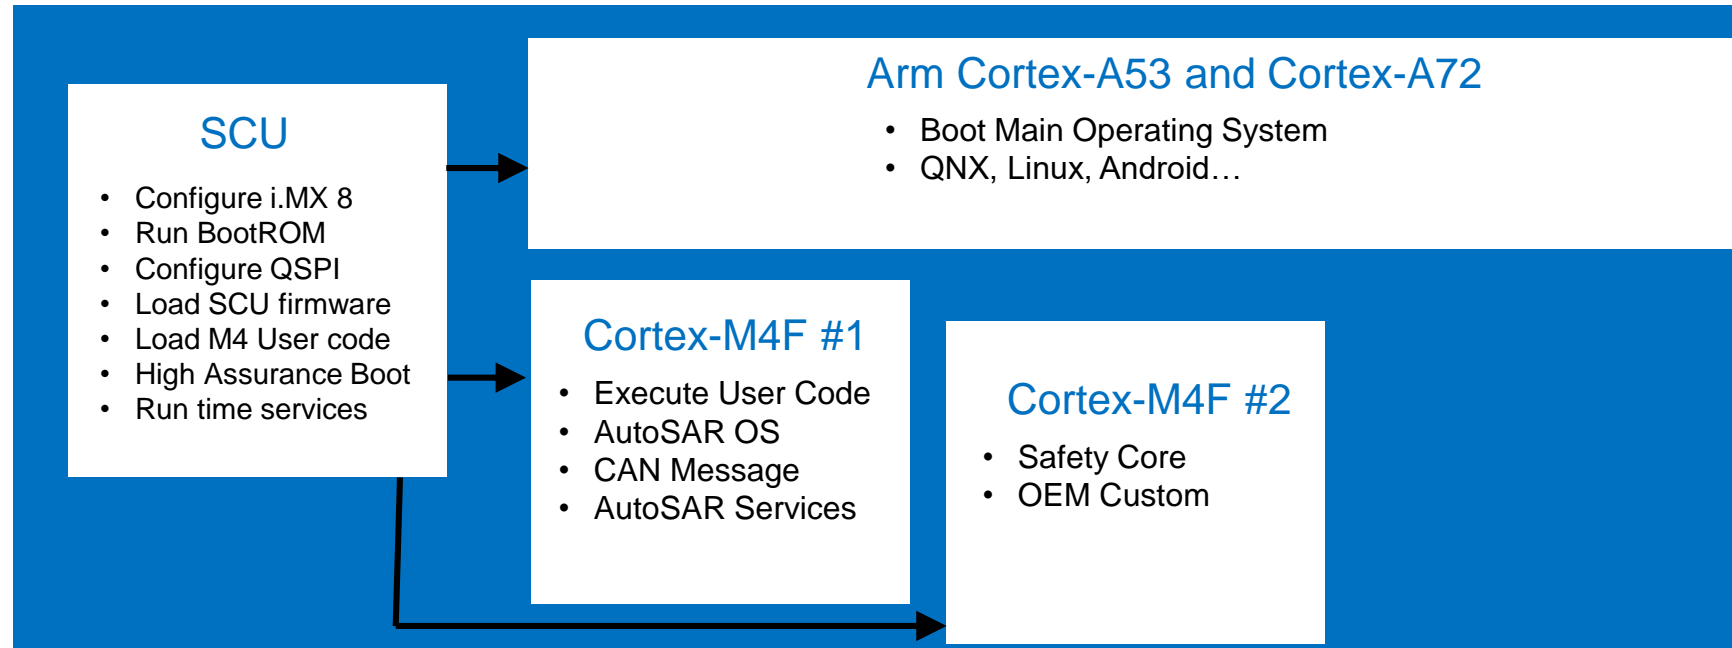 SCU
• Configure i.MX 8
• Run BootROM
• Configure QSPI
• Load SCU firmware
• Load M4 User code
• High Assurance Boot
• Run time services
Arm Cortex-A53 and Cortex-A72
• Boot Main Operating System
• QNX, Linux, Android…
Cortex-M4F #1
• Execute User Code
• AutoSAR OS
• CAN Message
• AutoSAR Services
Cortex-M4F #2
• Safety Core
• OEM Custom